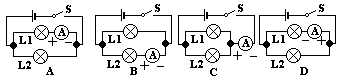 S S S S
L1 A L1 L1 L1 A
+ − + −
L2 L2 A L2 A L2
+ − + −
A B C D